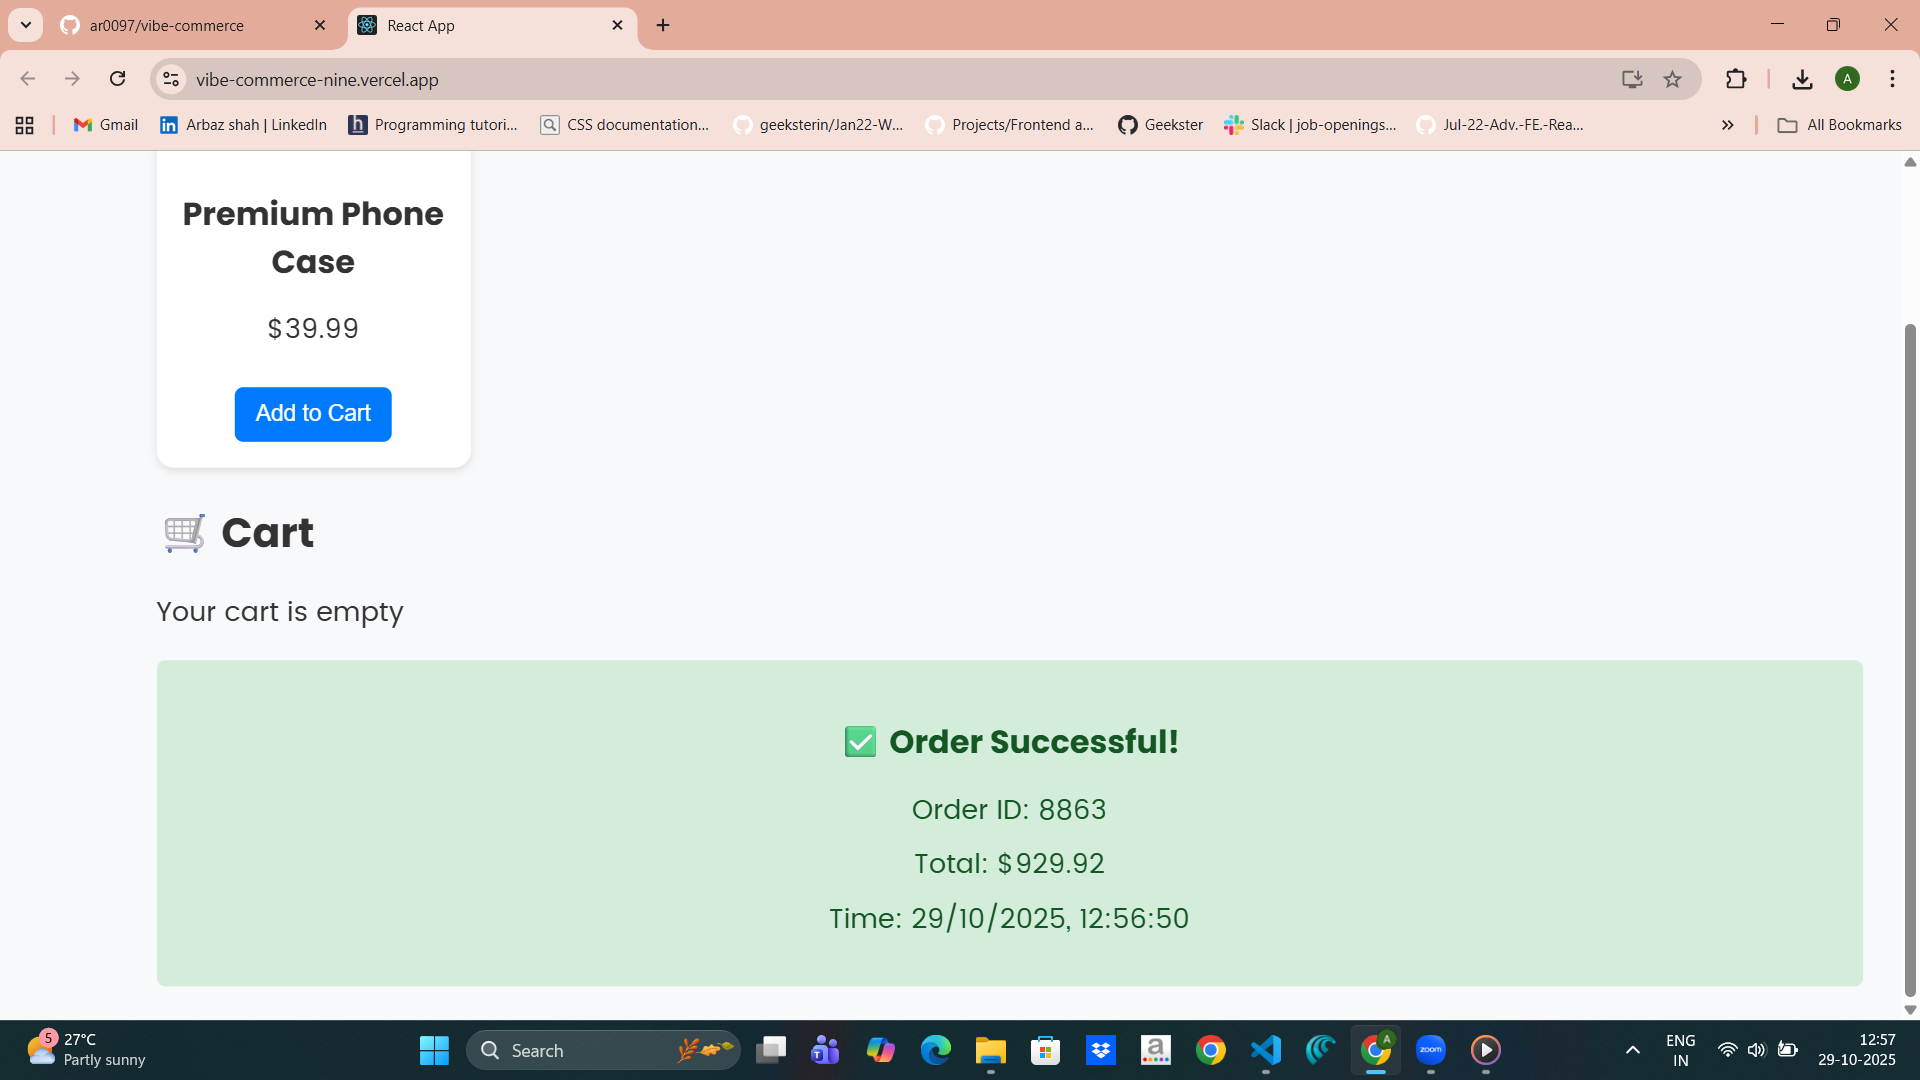 ar0097/vibe-commerce
React App
vibe-commerce-nine.vercel.app
A
Gmail
Arbaz shah | LinkedIn
Programming tutori...
CSS documentation...
geeksterin/Jan22-W...
Projects/Frontend a...
Geekster
Slack | job-openings...
Jul-22-Adv.-FE.-Rea...
All Bookmarks
Premium Phone
Case
$39.99
Add to Cart
Cart
Your cart is empty
Order Successful!
Order ID: 8863
Total: $929.92
Time: 29/10/2025, 12:56:50
5
27°C
Partly sunny
Search
zoom
ENG
IN
12:57
29-10-2025